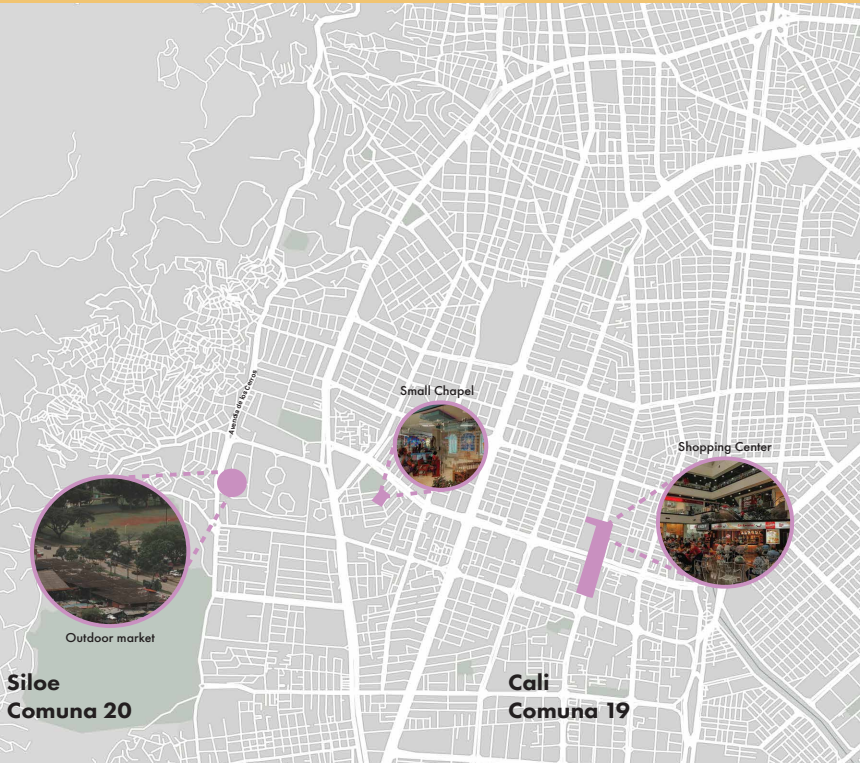 Small Chapel
Avenida de los Cerros
Shopping Center
Outdoor market
Siloe
Comuna 20
Cali
Comuna 19